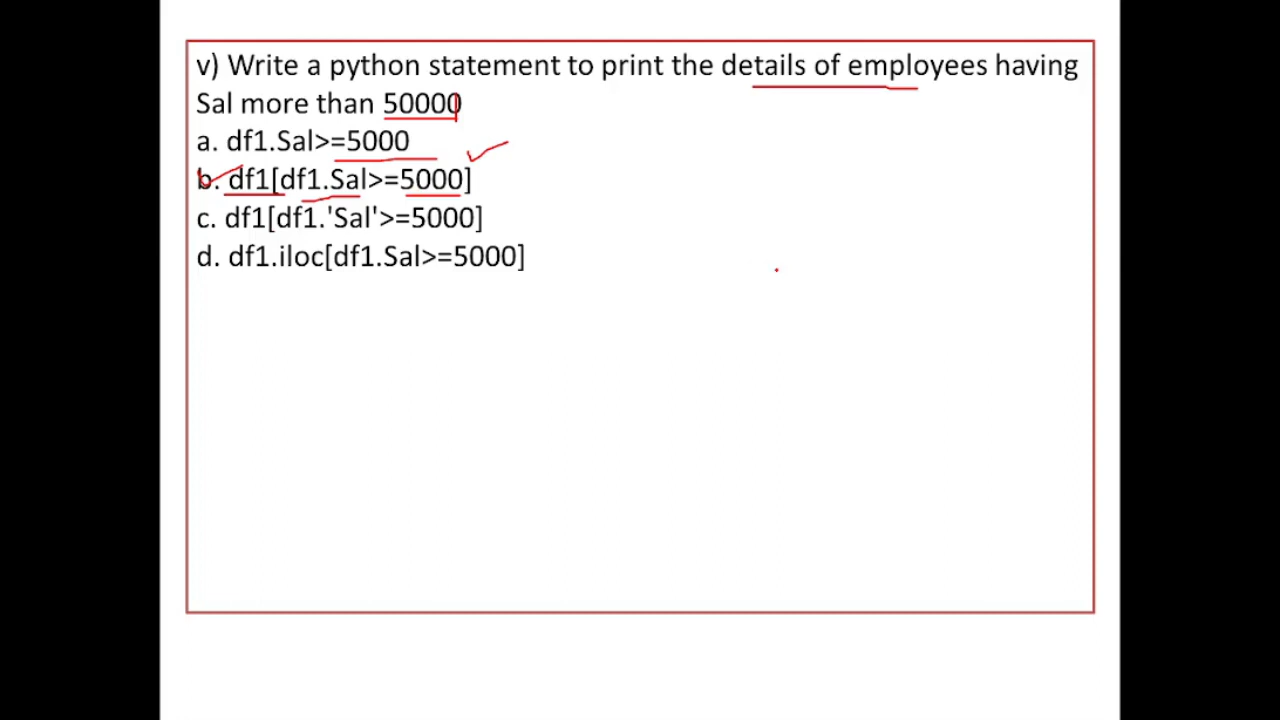 v) Write a python statement to print the details of employees having
Sal more than 50000
a. df1.Sal>=5000
b. df1[df1.Sal>=5000]
c. df1[df1.'Sal'>=5000]
d. df1.iloc[df1.Sal>=5000]